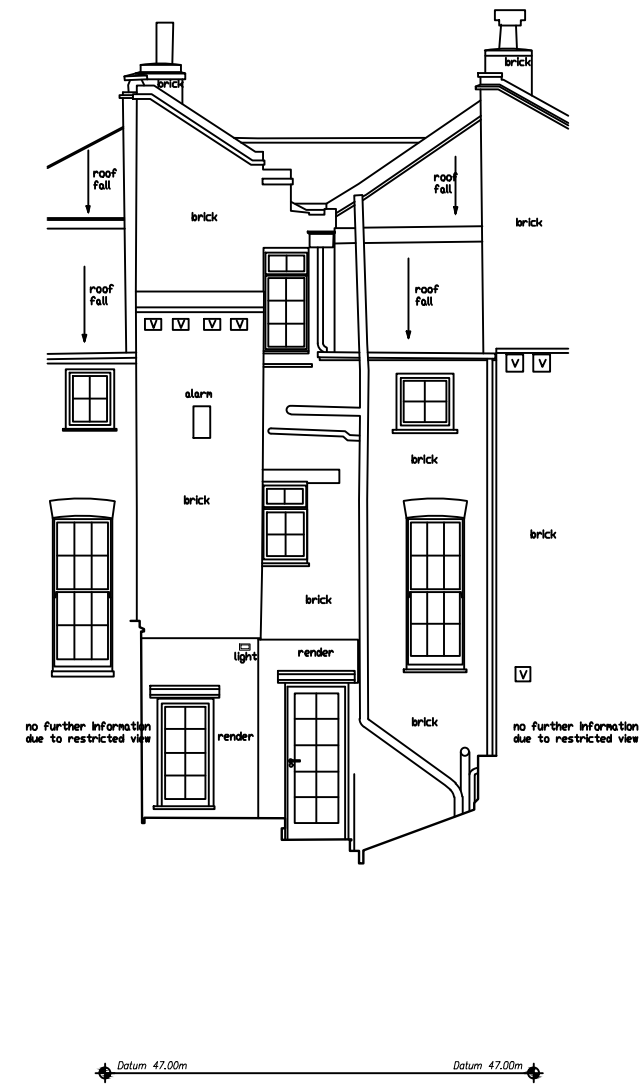 brick
brick
roof
fall
roof
fall
brick
brick
roof
fall
roof
fall
V
V
V
V
V
V
alarm
brick
brick
brick
brick
render
light
V
no further information
due to restricted view
render
brick
no further information
due to restricted view
Datum 47.00m
Datum 47.00m